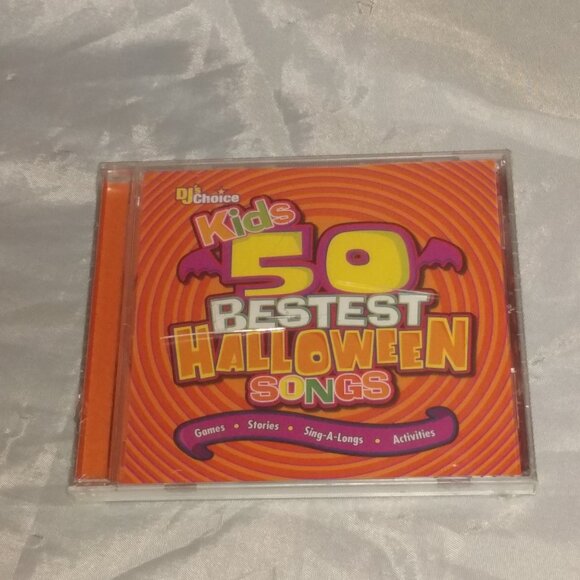 DJ's Choice
Kids
50
BESTEST
HALLOWEEN
SONGS
Games • Stories • Sing-A-Longs • Activities